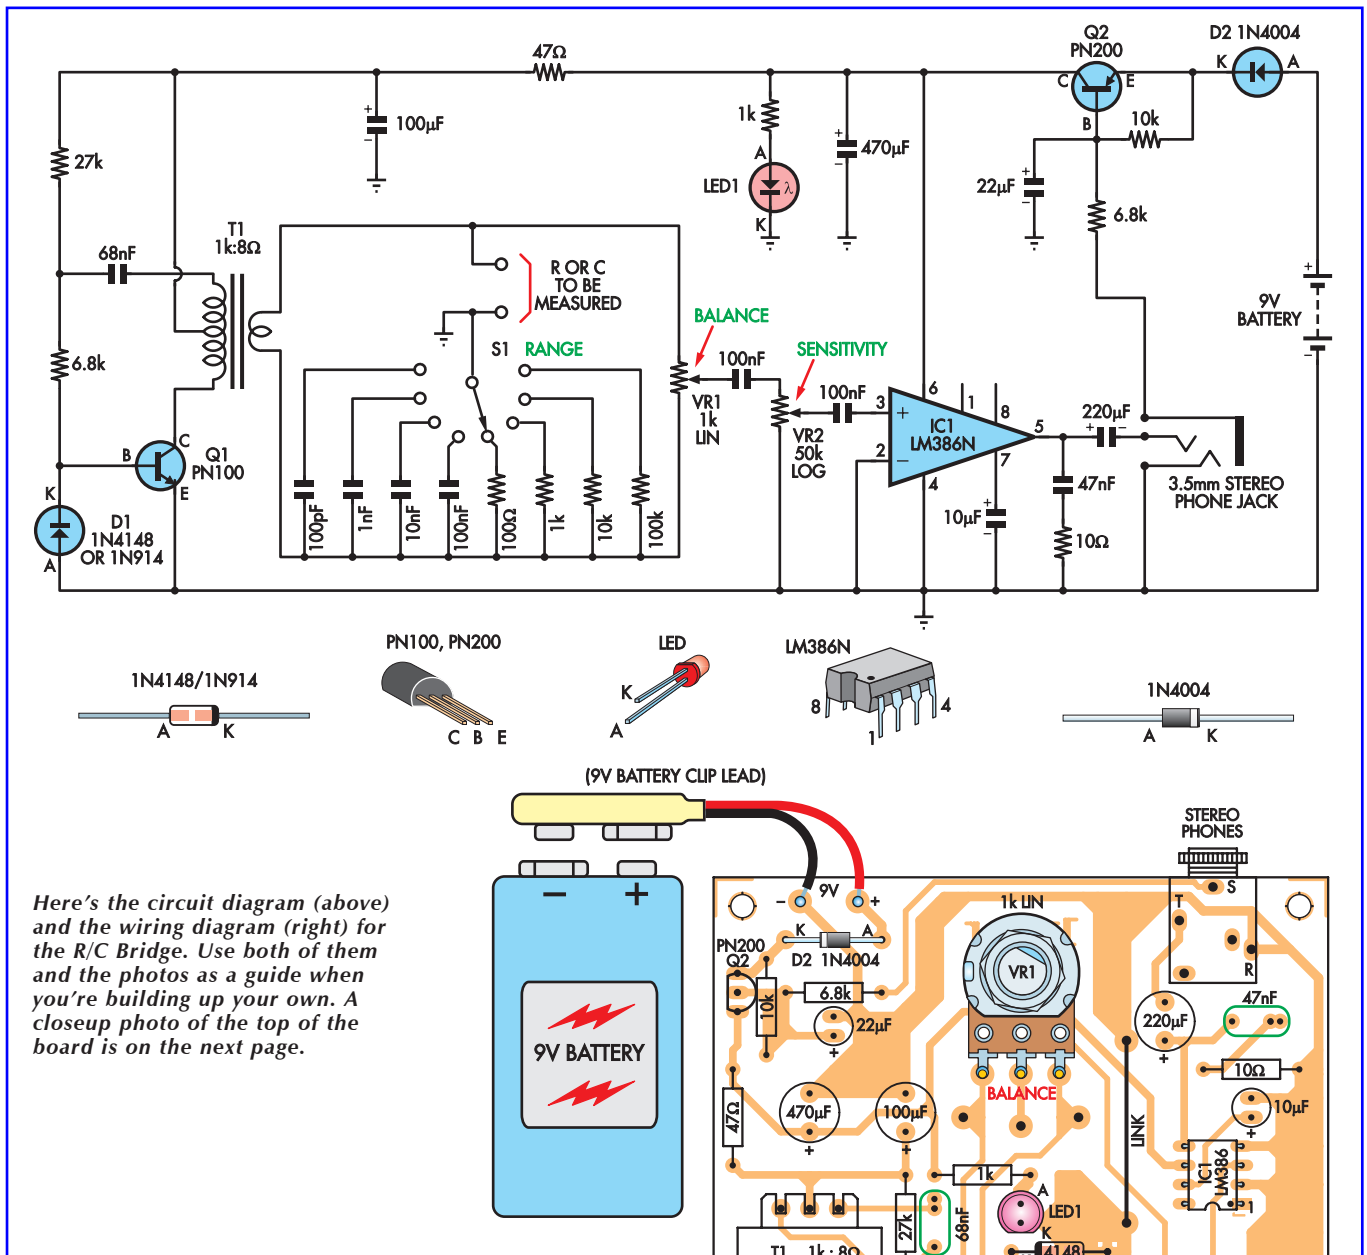 Q2
PN200
D2 1N4004
47Ω
K
A
C
E
B
10k
1k
+
100µF
–
+
470µF
–
27k
A
LED1
λ
K
22µF
+
–
6.8k
T1
1k:8Ω
68nF
R OR C
TO BE
MEASURED
+
9V
BATTERY
–
BALANCE
S1 RANGE
SENSITIVITY
6.8k
100nF
100nF
VR1
1k
LIN
VR2
50k
LOG
6
1
8
3
+
IC1
LM386N
5
2
–
4
7
220µF
+
–
C
B
Q1
PN100
E
K
D1
1N4148
OR 1N914
A
100pF
1nF
10nF
100nF
100Ω
1k
10k
100k
10µF
+
–
47nF
10Ω
3.5mm STEREO
PHONE JACK
PN100, PN200
LED
LM386N
1N4148/1N914
1N4004
A
K
C B E
K
A
8
4
1
A
K
(9V BATTERY CLIP LEAD)
STEREO
PHONES
Here's the circuit diagram (above)
and the wiring diagram (right) for
the R/C Bridge. Use both of them
and the photos as a guide when
you're building up your own. A
closeup photo of the top of the
board is on the next page.
– +
9V BATTERY
– 9V +
1k LIN
S
T
R
K
A
PN200
Q2
D2 1N4004
VR1
10k
6.8k
22µF
+
47nF
220µF
+
10Ω
BALANCE
47Ω
470µF
+
100µF
+
10µF
+
LINK
IC1
LM386
1
1k
27k
68nF
A
LED1
K
4148
T1 1k : 8Ω